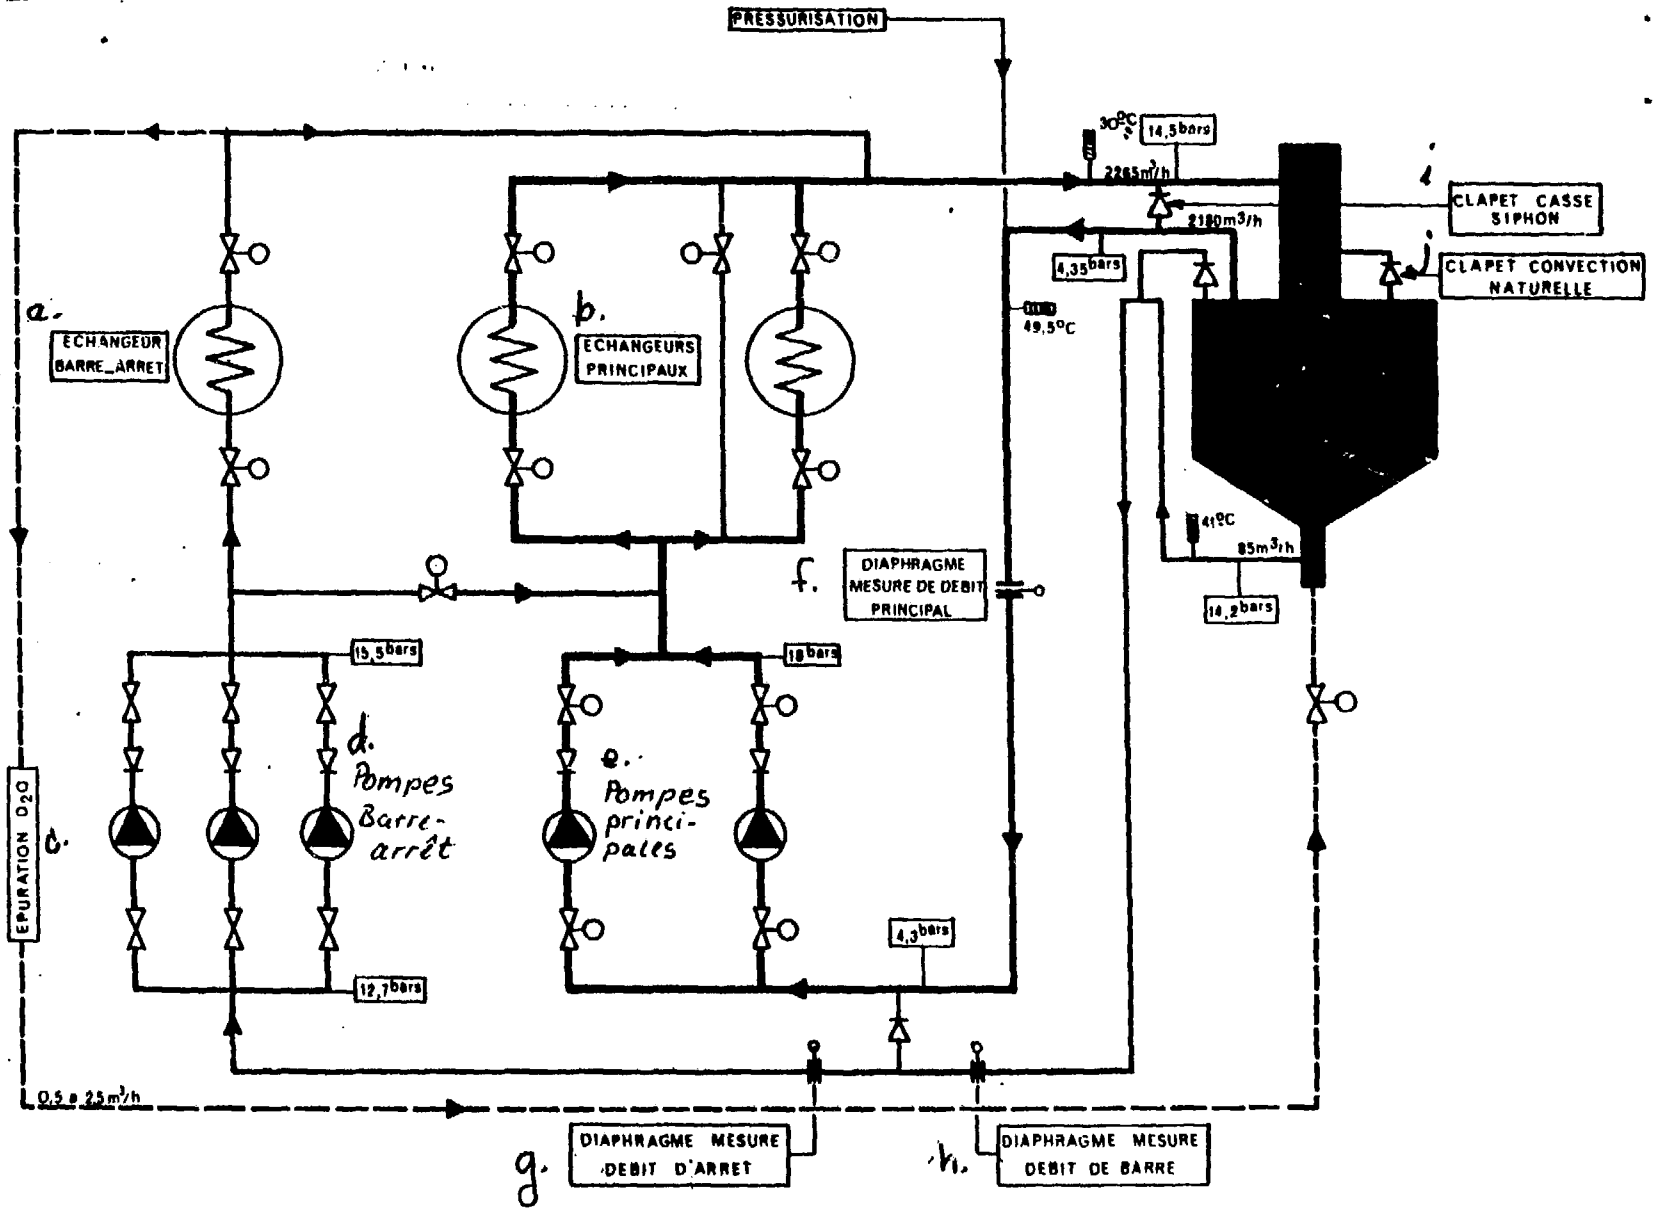 PRESSURISATION
30°C
14,5 bars
2265 m³/h
i
CLAPET CASSE
SIPHON
2180 m³/h
4,35 bars
j
CLAPET CONVECTION
NATURELLE
49,5°C
a.
ECHANGEUR
BARRE_ARRET
b.
ECHANGEURS
PRINCIPAUX
41°C
85 m³/h
14,2 bars
f.
DIAPHRAGME
MESURE DE DEBIT
PRINCIPAL
15,5 bars
18 bars
d.
Pompes
Barre-
arrêt
e.
Pompes
princi-
pales
c.
EPURATION D₂O
4,3 bars
12,7 bars
0,5 a 2,5 m³/h
g.
DIAPHRAGME MESURE
DEBIT D'ARRET
h.
DIAPHRAGME MESURE
DEBIT DE BARRE